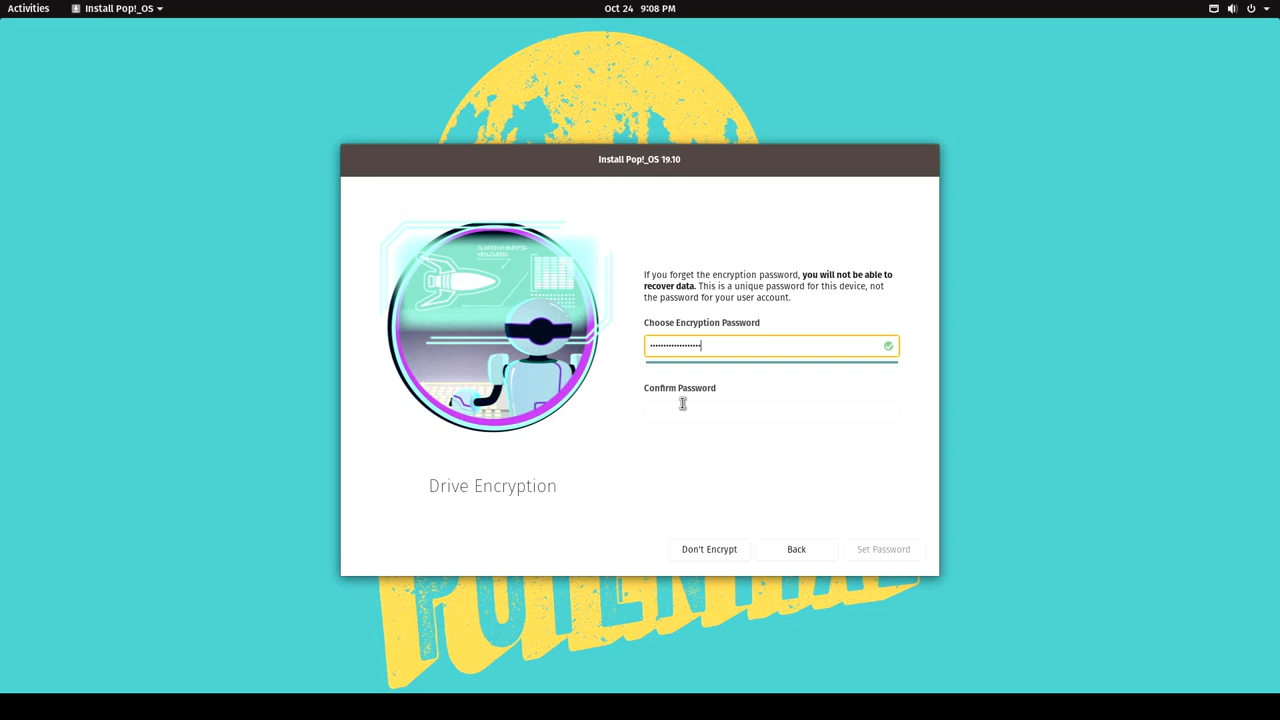 Activities
Install Pop!_OS
Oct 24 9:08 PM
Install Pop!_OS 19.10
If you forget the encryption password, you will not be able to
recover data. This is a unique password for this device, not
the password for your user account.
Choose Encryption Password
Confirm Password
Drive Encryption
Don't Encrypt
Back
Set Password
POTENTIAL